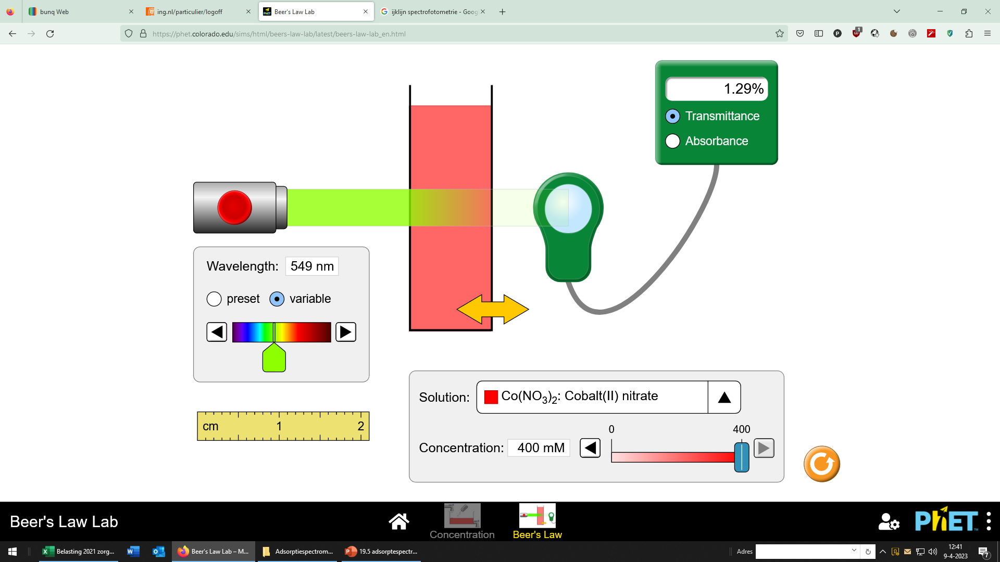 bunq Web
ing.nl/particulier/logoff
Beer's Law Lab
ijklijn spectrofotometrie - Goog
https://phet.colorado.edu/sims/html/beers-law-lab/latest/beers-law-lab_en.html
1
1.29%
Transmittance
Absorbance
Wavelength: 549 nm
preset variable
cm 1 2
Solution: Co(NO3)2: Cobalt(II) nitrate
0 400
Concentration: 400 mM
Beer's Law Lab
Concentration
Beer's Law
PhET
Belasting 2021 zorg...
Beer's Law Lab – M...
Adsorptiespectrom...
19.5 adsorptespectr...
Adres
12:41
9-4-2023
7